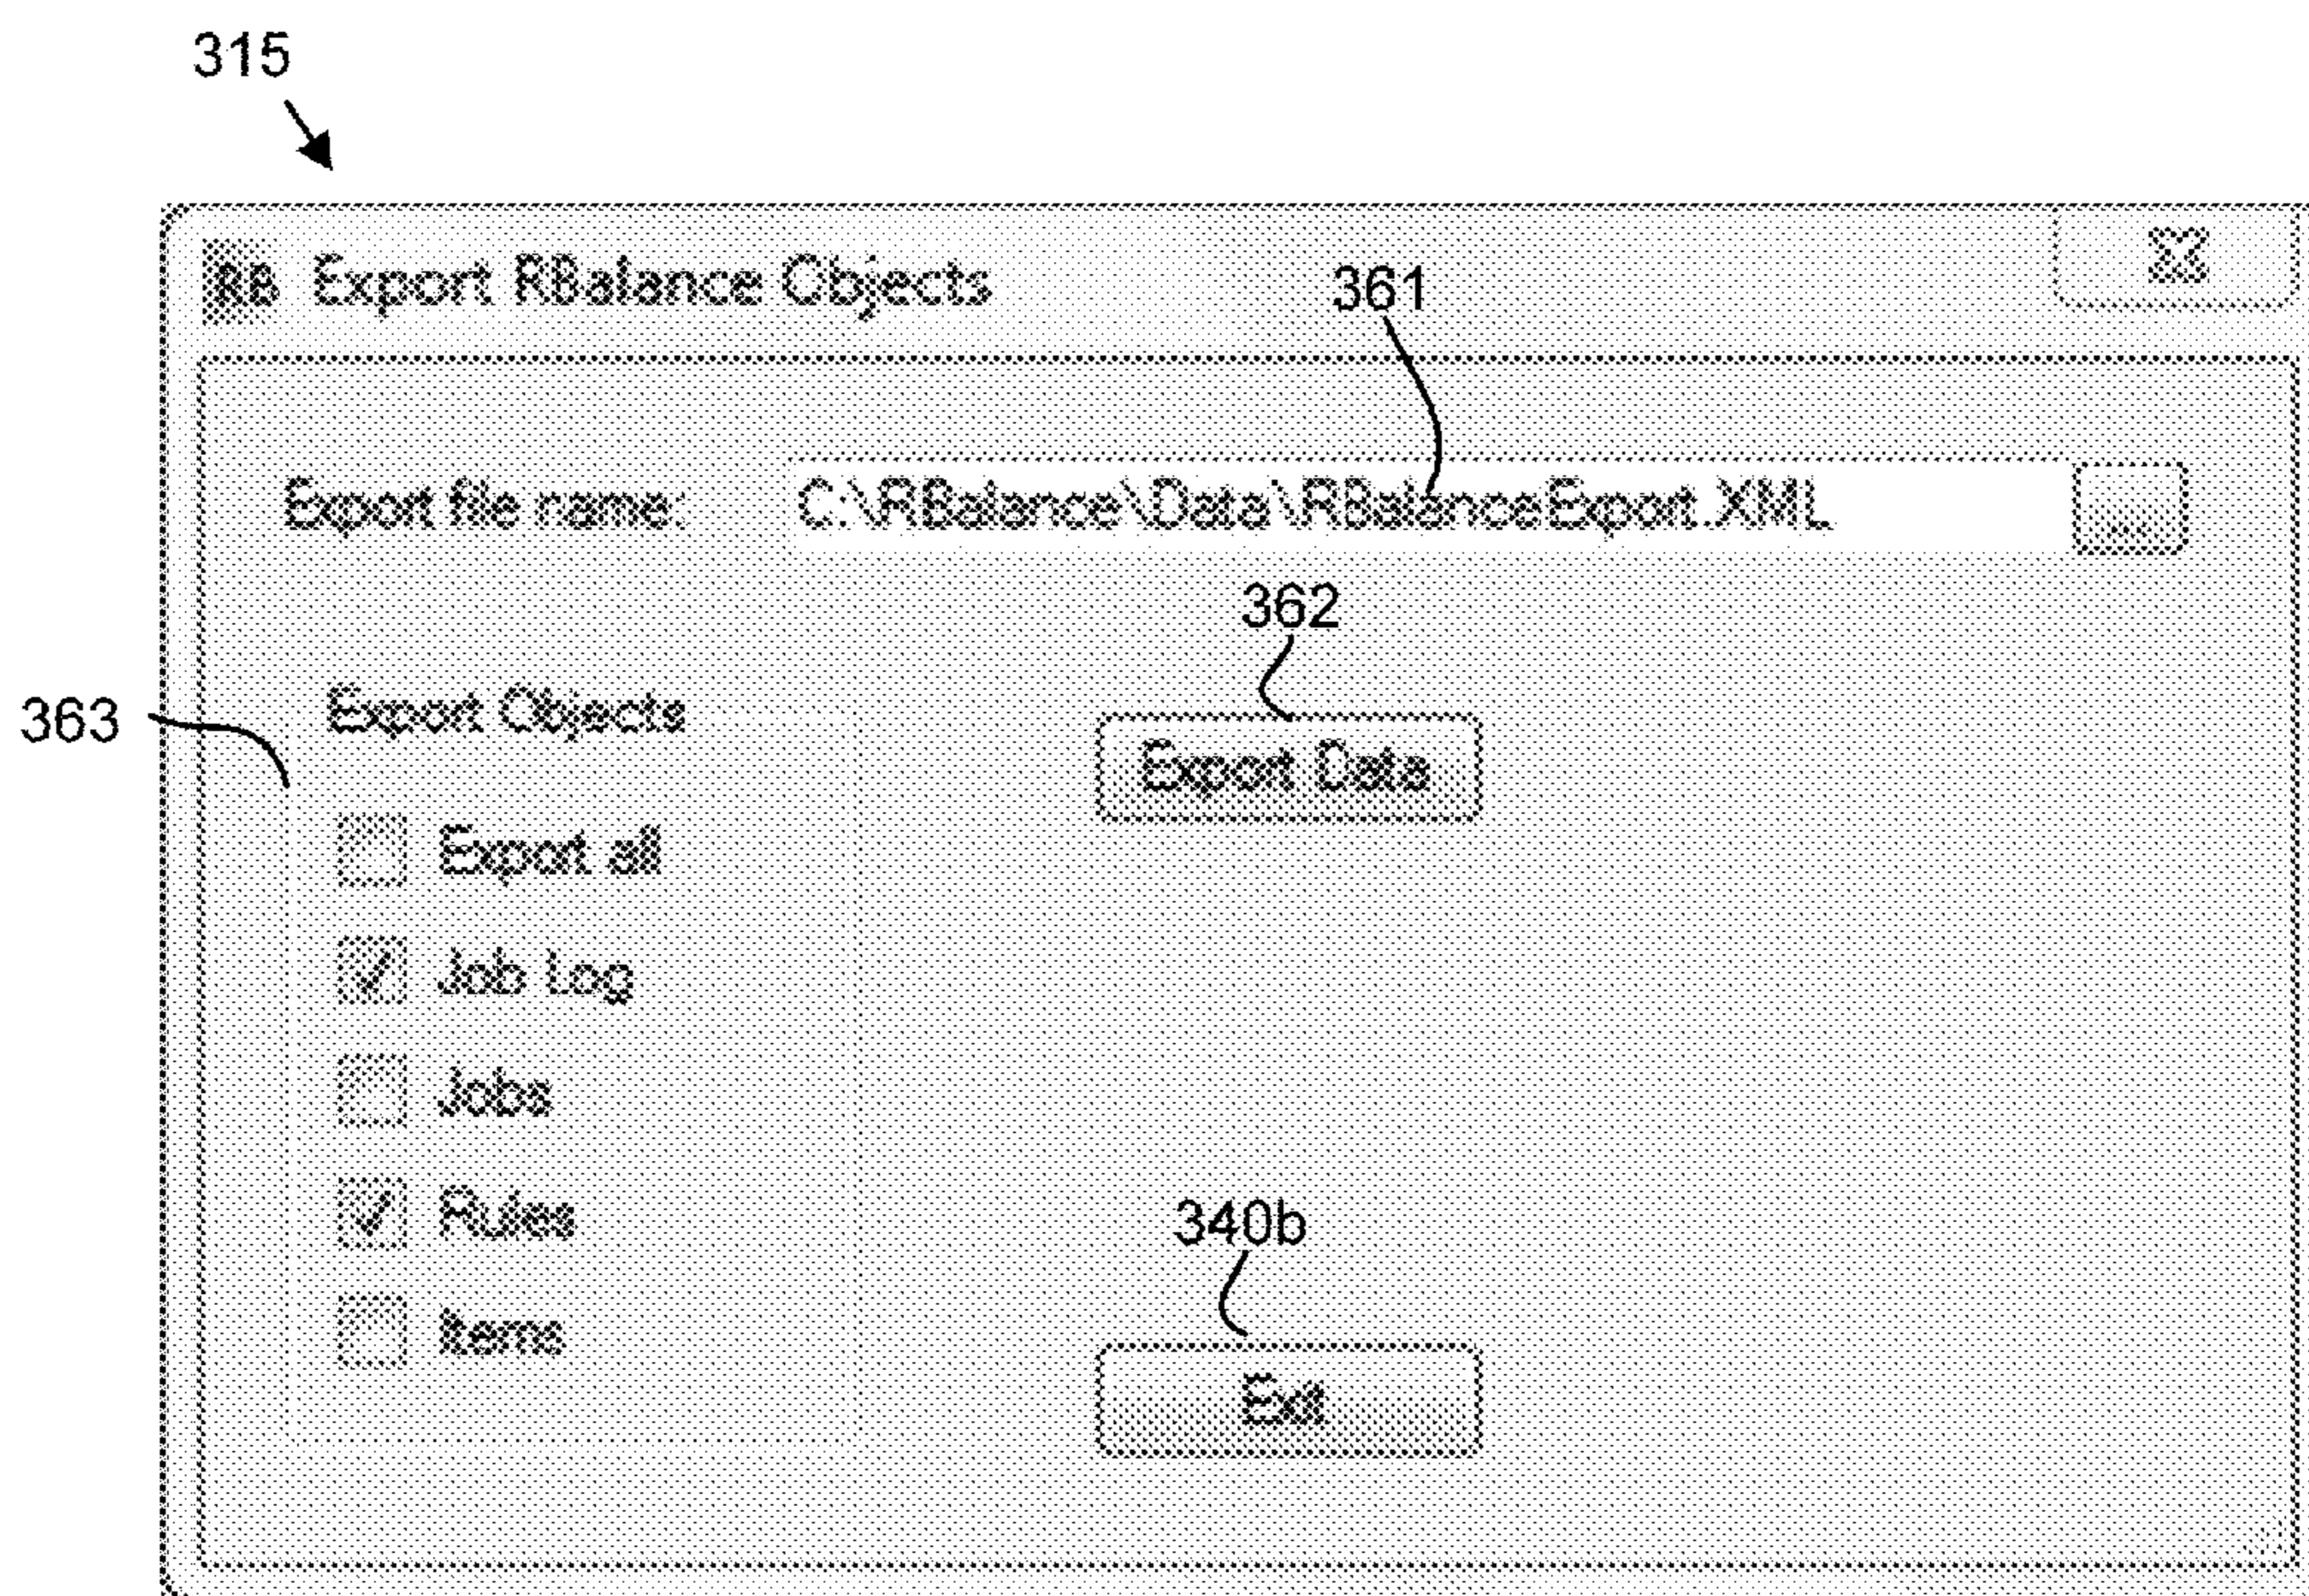 315
RB Export RBalance Objects
361
Export file name: C:\RBalance\Data\RBalanceExport.XML ...
362
363
Export Objects
Export Data
Export all
Job Log
Jobs
Rules
340b
Items
Exit